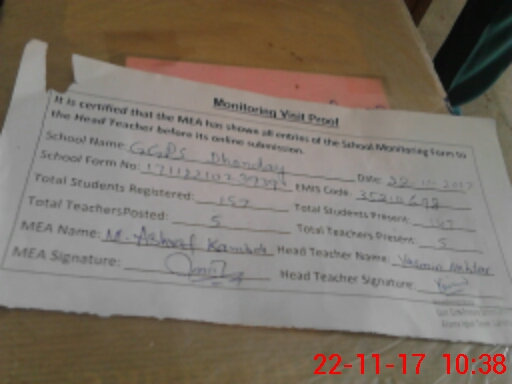 Monitoring Visit Proof
It is certified that the MEA has shown all entries of the School Monitoring Form to
the Head Teacher before its online submission.
School Name: GGPS Dhonday Date: 22-11-2017
School Form No: EMIS Code:
Total Students Registered: 157 Total Students Present:
Total Teachers Posted: 5 Total Teachers Present: 5
MEA Name: M. Ashraf Kamboh Head Teacher Name: Yasmin Akhtar
MEA Signature: Head Teacher Signature:
22-11-17 10:38